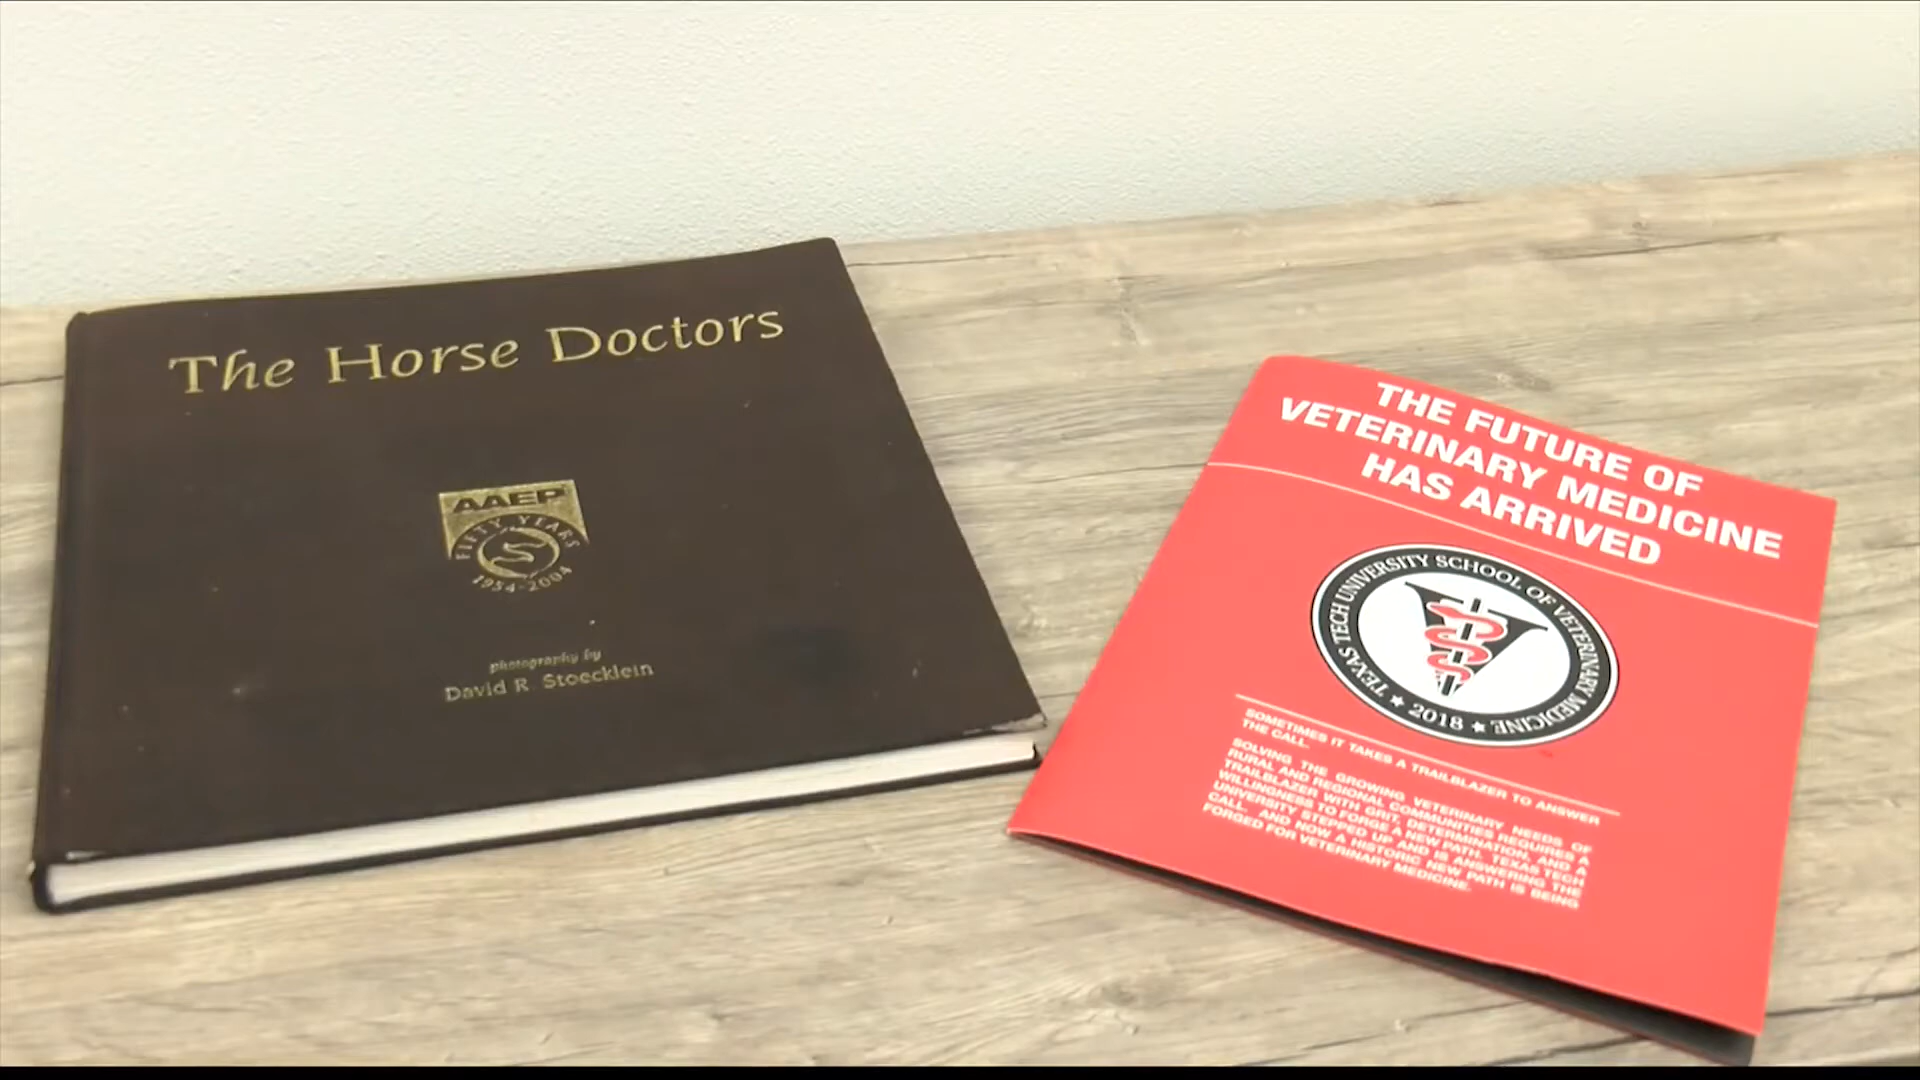 The Horse Doctors
AAEP
FIFTY YEARS
1954-2004
photography by
David R. Stoecklein
THE FUTURE OF
VETERINARY MEDICINE
HAS ARRIVED
TEXAS TECH UNIVERSITY SCHOOL OF VETERINARY MEDICINE
★ 2018 ★
SOMETIMES IT TAKES A TRAILBLAZER TO ANSWER
THE CALL.
SOLVING THE GROWING VETERINARY NEEDS OF
RURAL AND REGIONAL COMMUNITIES REQUIRES A
TRAILBLAZER WITH GRIT, DETERMINATION, AND A
WILLINGNESS TO FORGE A NEW PATH. TEXAS TECH
UNIVERSITY STEPPED UP AND IS ANSWERING THE
CALL. AND NOW A HISTORIC NEW PATH IS BEING
FORGED FOR VETERINARY MEDICINE.